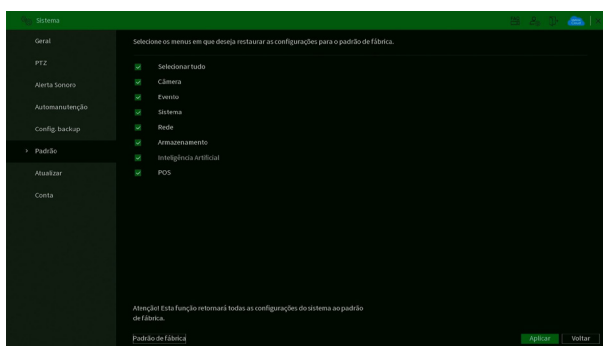 Sistema
Geral
Selecione os menus em que deseja restaurar as configurações para o padrão de fábrica.
PTZ
Selecionar tudo
Alerta Sonoro
Câmera
Evento
Automanutenção
Sistema
Config. backup
Rede
Padrão
Armazenamento
Inteligência Artificial
Atualizar
POS
Conta
Atenção! Esta função retornará todas as configurações do sistema ao padrão
de fábrica.
Padrão de fábrica
Aplicar
Voltar